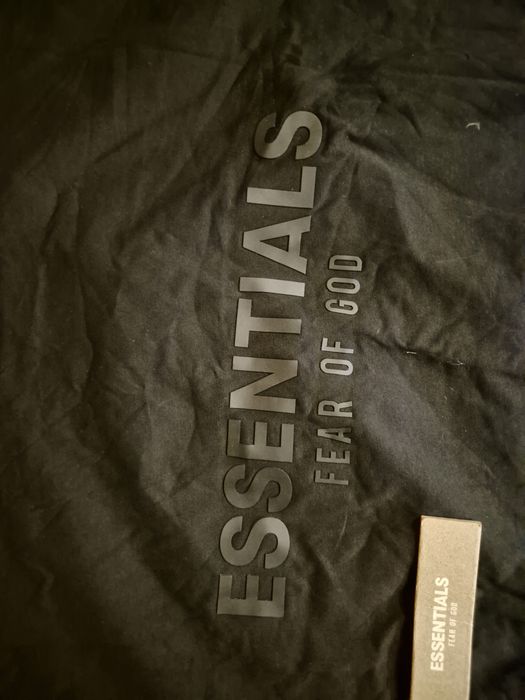 ESSENTIALS
FEAR OF GOD
ESSENTIALS
FEAR OF GOD